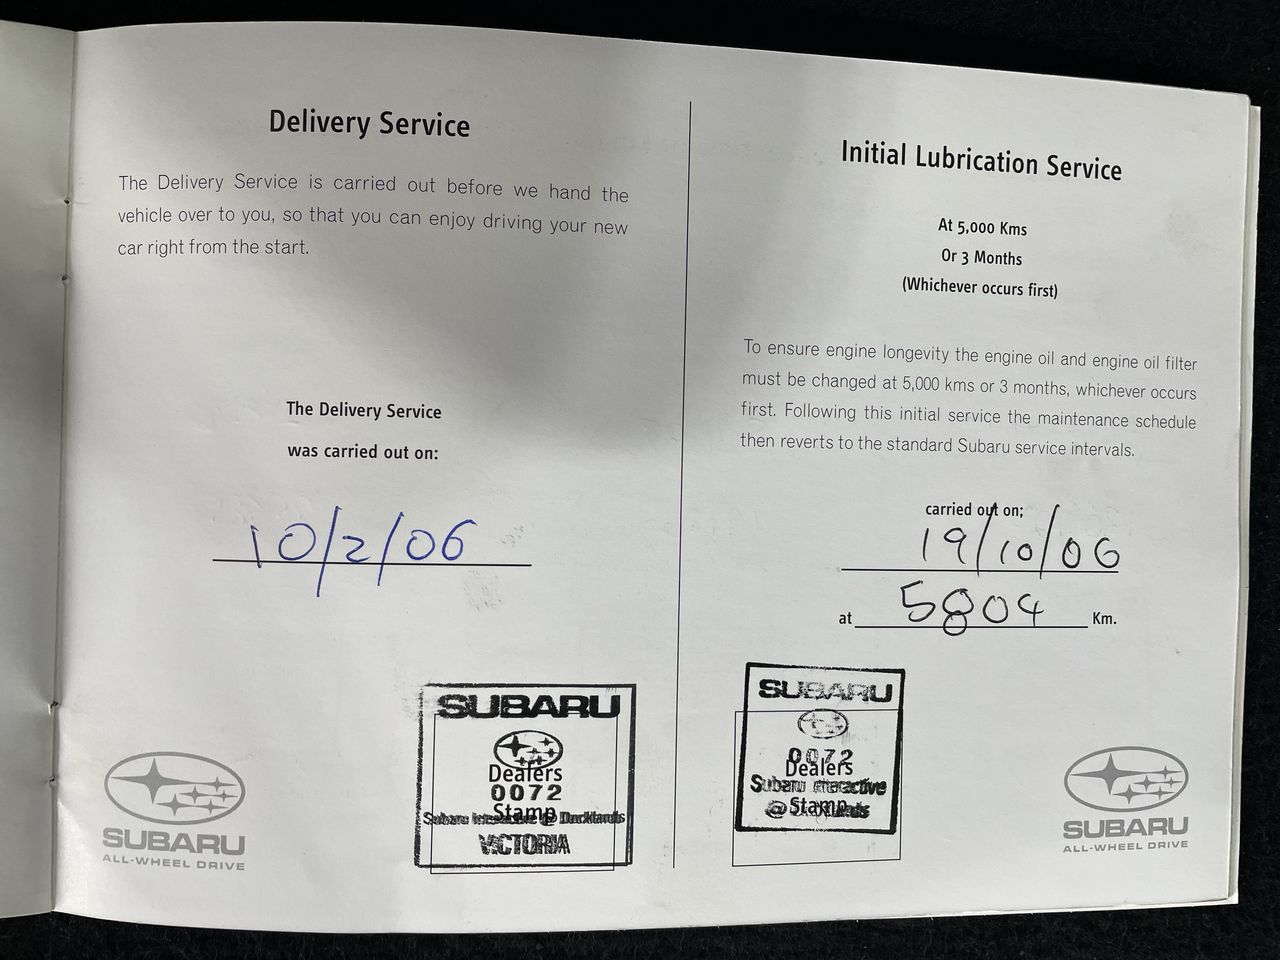 Delivery Service
The Delivery Service is carried out before we hand the
vehicle over to you, so that you can enjoy driving your new
car right from the start.
The Delivery Service
was carried out on:
10/2/06
SUBARU
Dealers
0072
Stamp
Subaru Interactive @ Docklands
VICTORIA
SUBARU
ALL-WHEEL DRIVE
Initial Lubrication Service
At 5,000 Kms
Or 3 Months
(Whichever occurs first)
To ensure engine longevity the engine oil and engine oil filter
must be changed at 5,000 kms or 3 months, whichever occurs
first. Following this initial service the maintenance schedule
then reverts to the standard Subaru service intervals.
carried out on;
19/10/06
at 5804 Km.
SUBARU
0072
Dealers
Subaru Interactive
@ Docklands
Stamp
SUBARU
ALL-WHEEL DRIVE